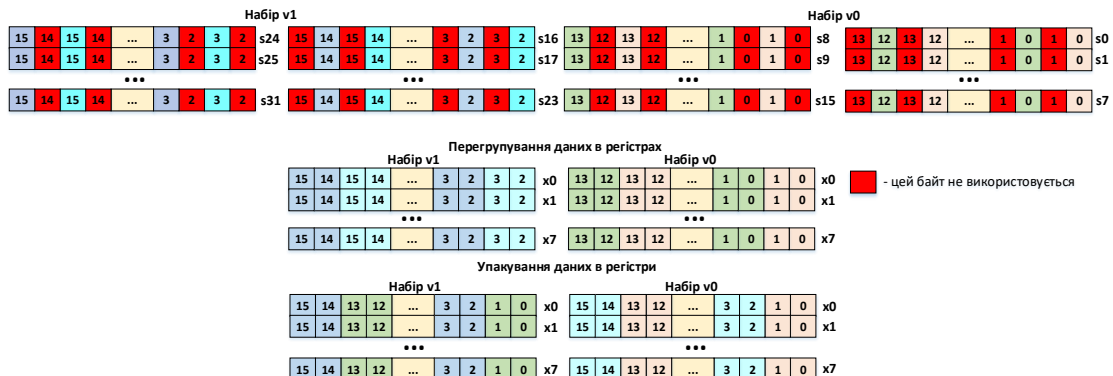 Набір v1 Набір v0
15 14 15 14 ... 3 2 3 2 s24 15 14 15 14 ... 3 2 3 2 s16 13 12 13 12 ... 1 0 1 0 s8 13 12 13 12 ... 1 0 1 0 s0
15 14 15 14 ... 3 2 3 2 s25 15 14 15 14 ... 3 2 3 2 s17 13 12 13 12 ... 1 0 1 0 s9 13 12 13 12 ... 1 0 1 0 s1
... ... ... ...
15 14 15 14 ... 3 2 3 2 s31 15 14 15 14 ... 3 2 3 2 s23 13 12 13 12 ... 1 0 1 0 s15 13 12 13 12 ... 1 0 1 0 s7
Перегрупування даних в регістрах
Набір v1 Набір v0
15 14 15 14 ... 3 2 3 2 x0 13 12 13 12 ... 1 0 1 0 x0 - цей байт не використовується
15 14 15 14 ... 3 2 3 2 x1 13 12 13 12 ... 1 0 1 0 x1
... ...
15 14 15 14 ... 3 2 3 2 x7 13 12 13 12 ... 1 0 1 0 x7
Упакування даних в регістри
Набір v1 Набір v0
15 14 13 12 ... 3 2 1 0 x0 15 14 13 12 ... 3 2 1 0 x0
15 14 13 12 ... 3 2 1 0 x1 15 14 13 12 ... 3 2 1 0 x1
... ...
15 14 13 12 ... 3 2 1 0 x7 15 14 13 12 ... 3 2 1 0 x7